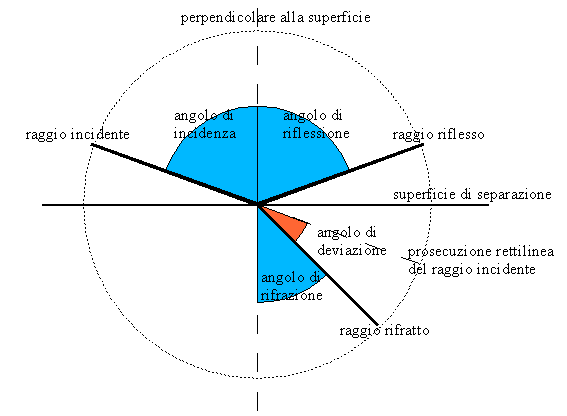 perpendicolare alla superficie
angolo di
incidenza
angolo di
riflessione
raggio incidente
raggio riflesso
superficie di separazione
angolo di
deviazione
prosecuzione rettilinea
del raggio incidente
angolo di
rifrazione
raggio rifratto